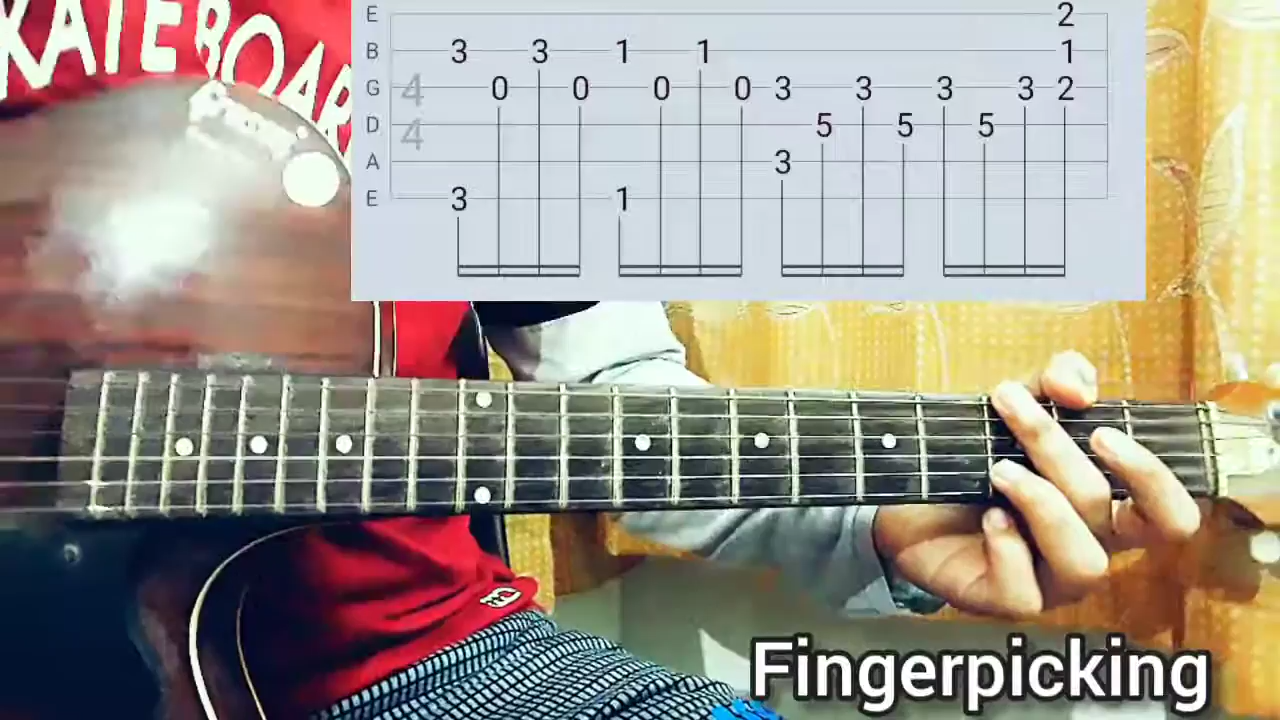 KATEBOAR
E 2
B 3 3 1 1 1
G 4 0 0 0 0 3 3 3 3 2
D 4 5 5 5
A 3
E 3 1
Fingerpicking